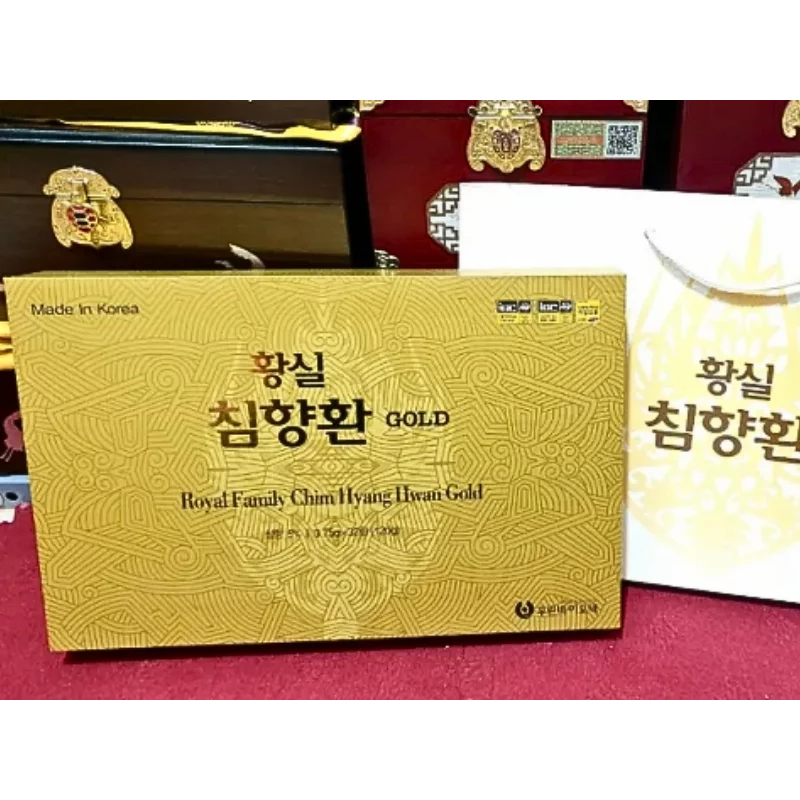 Made In Korea
황실
침향환 GOLD
Royal Family Chim Hyang Hwan Gold
황실
침향환